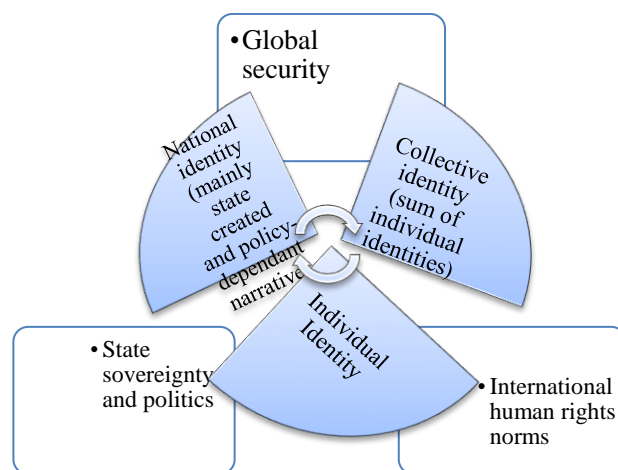 •Global
security
National
identity
(mainly
state
created
and policy-
dependant
narrative
Collective
identity
(sum of
individual
identities)
Individual
Identity
•State
sovereignty
and politics
•International
human rights
norms